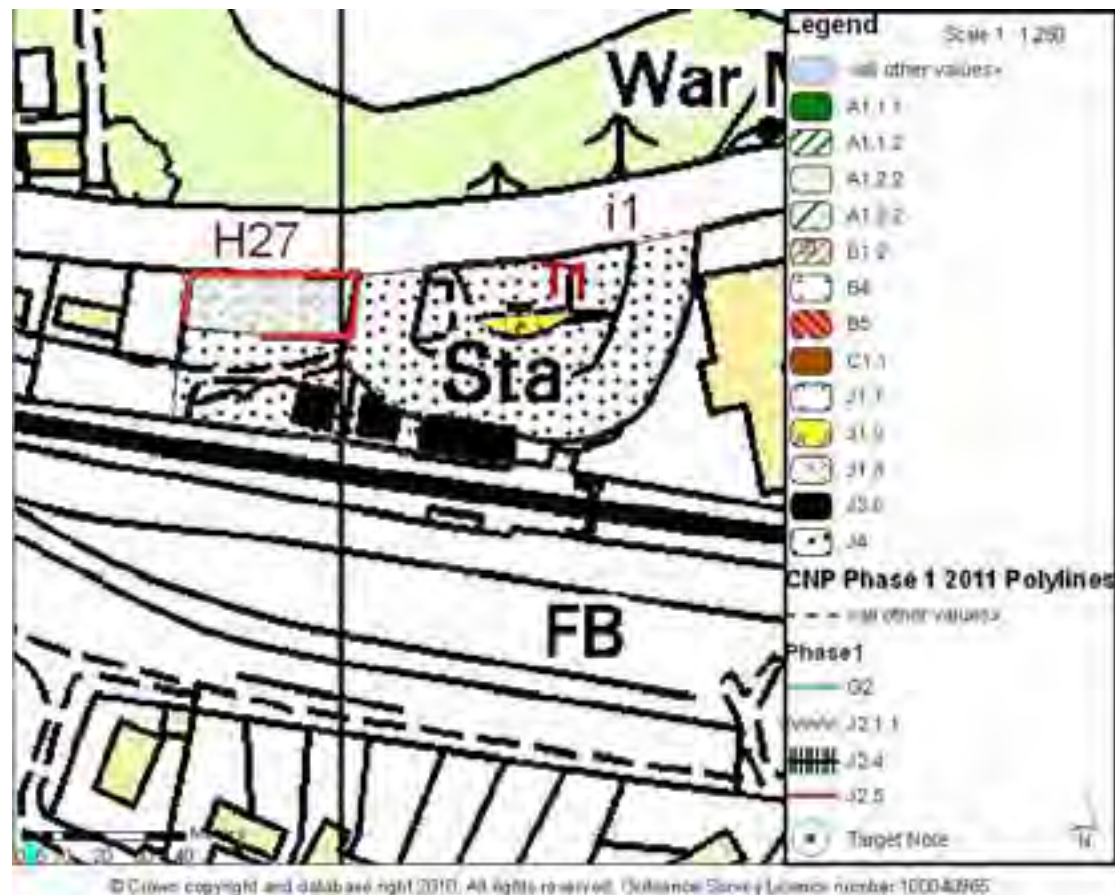 War M
H27
i1
T1
Sta
FB
Legend
Scale 1 1,250
<all other values>
A1.1.1
A1.1.2
A1.2.2
B4
B5
C1.1
J1.1
J3.6
J4
CNP Phase 1 2011 Polylines
<all other values>
Phase1
G2
J2.1.1
J2.4
J2.5
Target Note
N
© Crown copyright and database right 2010. All rights reserved. Ordnance Survey Licence number 100040965